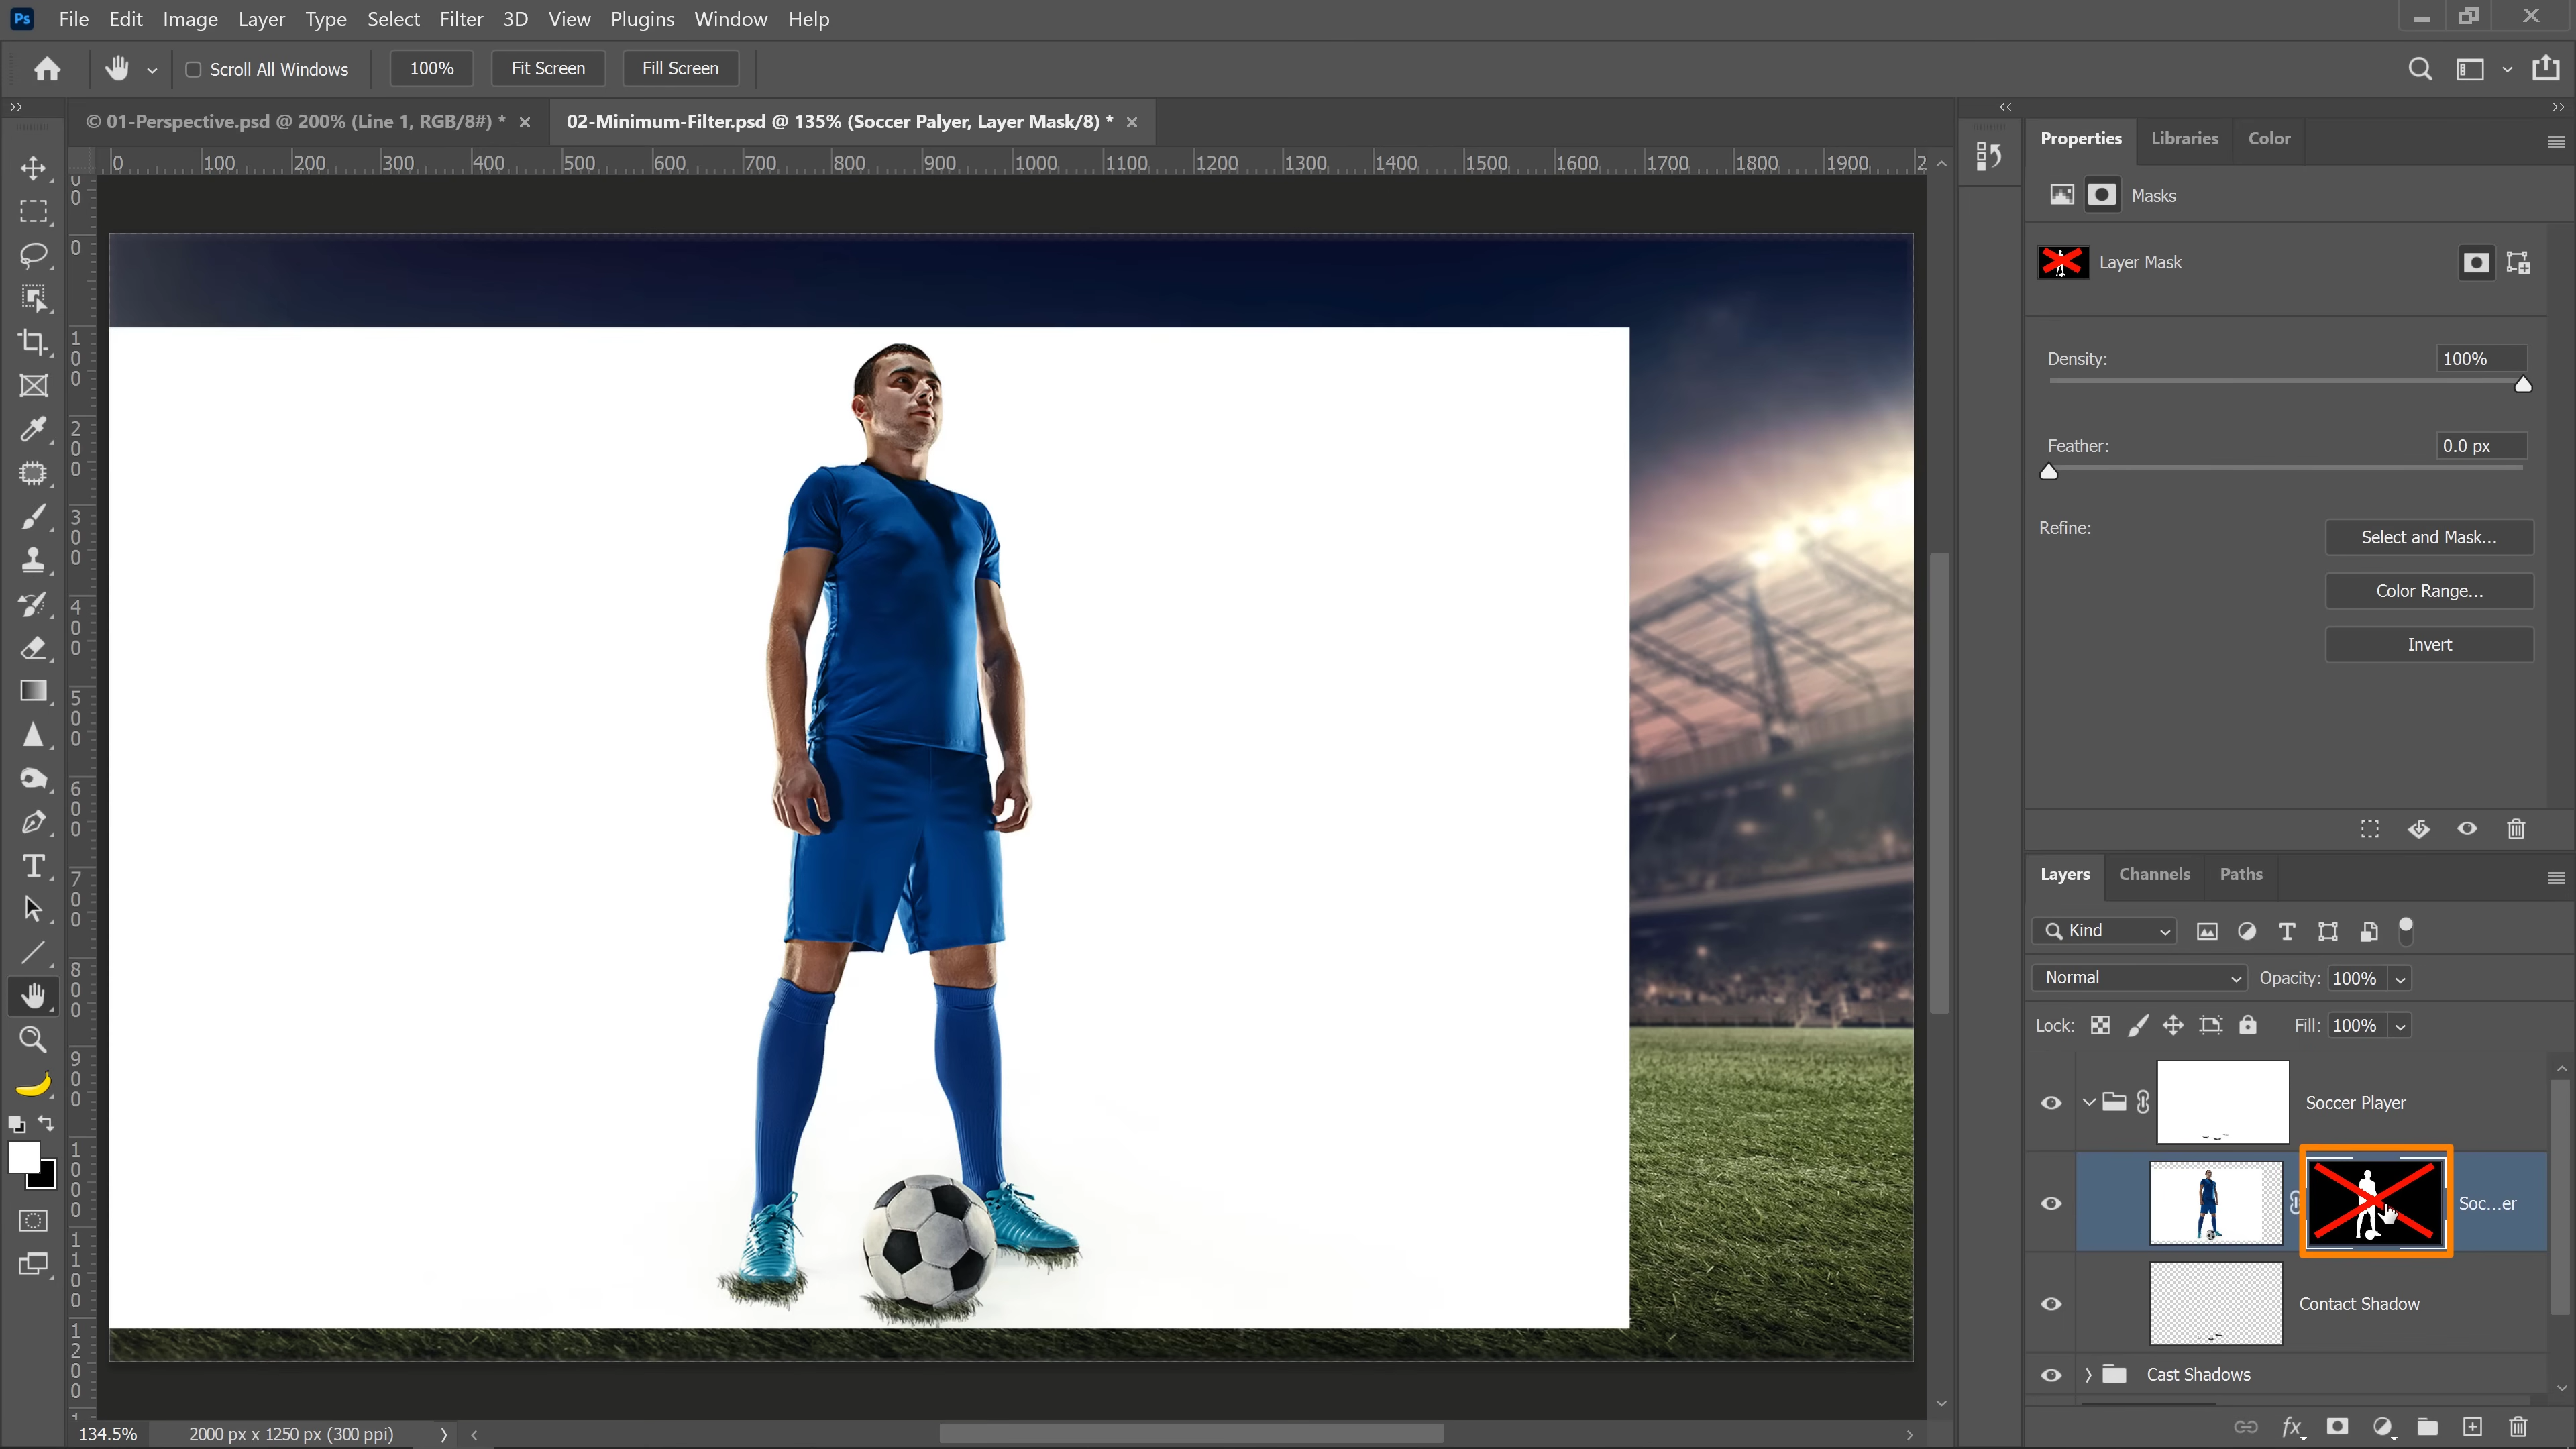 Ps File Edit Image Layer Type Select Filter 3D View Plugins Window Help
Scroll All Windows 100% Fit Screen Fill Screen
© 01-Perspective.psd @ 200% (Line 1, RGB/8#) * 02-Minimum-Filter.psd @ 135% (Soccer Palyer, Layer Mask/8) *
0 100 200 300 400 500 600 700 800 900 1000 1100 1200 1300 1400 1500 1600 1700 1800 1900 2
0
0
0
100
200
300
400
500
600
700
800
900
1000
1100
1200
1
Properties Libraries Color
Masks
Layer Mask
Density: 100%
Feather: 0.0 px
Refine: Select and Mask...
Color Range...
Invert
Layers Channels Paths
Kind
Normal Opacity: 100%
Lock: Fill: 100%
Soccer Player
Soc...er
Contact Shadow
Cast Shadows
fx
134.5% 2000 px x 1250 px (300 ppi)